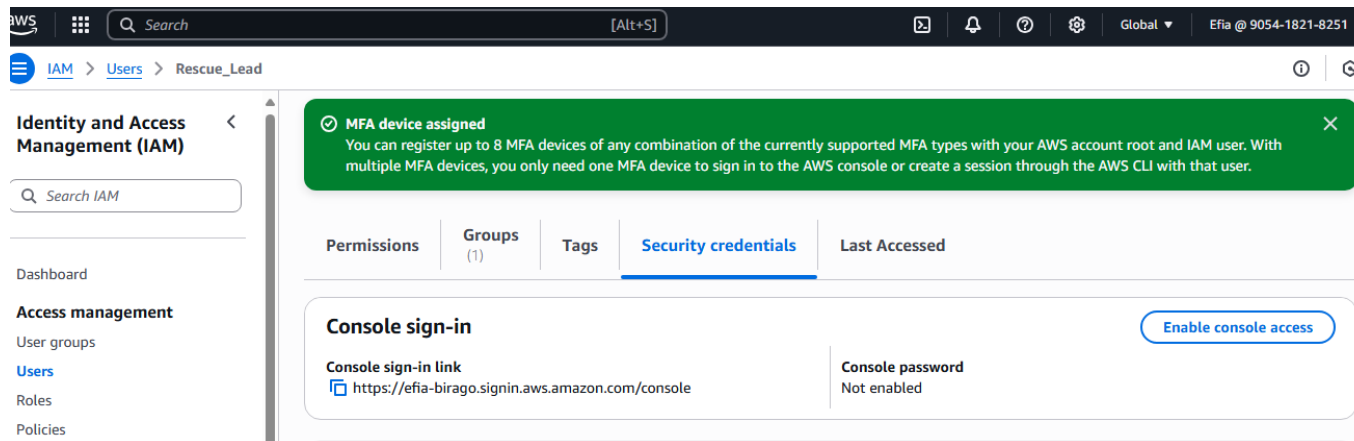 aws
Search
[Alt+S]
Global
Efia @ 9054-1821-8251
IAM > Users > Rescue_Lead
Identity and Access
Management (IAM)
Search IAM
Dashboard
Access management
User groups
Users
Roles
Policies
MFA device assigned
You can register up to 8 MFA devices of any combination of the currently supported MFA types with your AWS account root and IAM user. With
multiple MFA devices, you only need one MFA device to sign in to the AWS console or create a session through the AWS CLI with that user.
Permissions
Groups
(1)
Tags
Security credentials
Last Accessed
Console sign-in
Enable console access
Console sign-in link
https://efia-birago.signin.aws.amazon.com/console
Console password
Not enabled